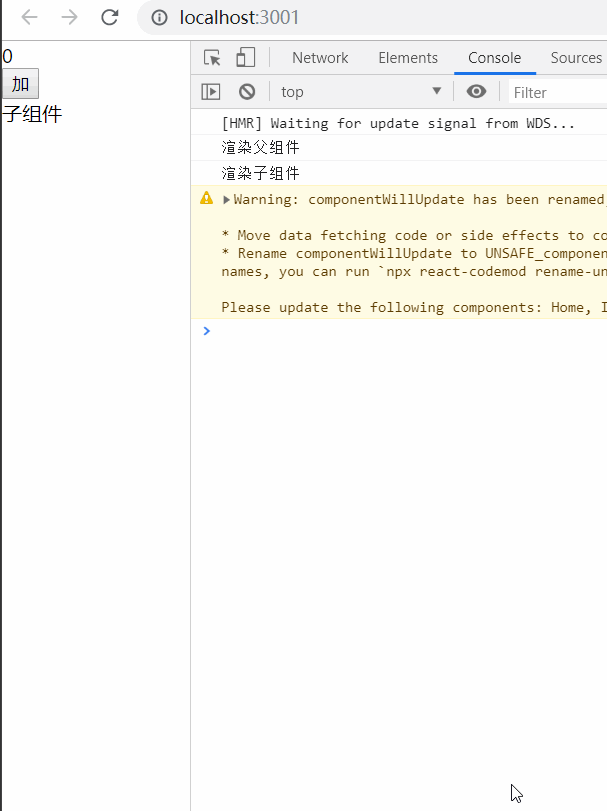 localhost:3001
0
加
子组件
Network Elements Console Sources
top Filter
[HMR] Waiting for update signal from WDS...
渲染父组件
渲染子组件
Warning: componentWillUpdate has been renamed,
* Move data fetching code or side effects to co
* Rename componentWillUpdate to UNSAFE_componen
names, you can run `npx react-codemod rename-un
Please update the following components: Home, I